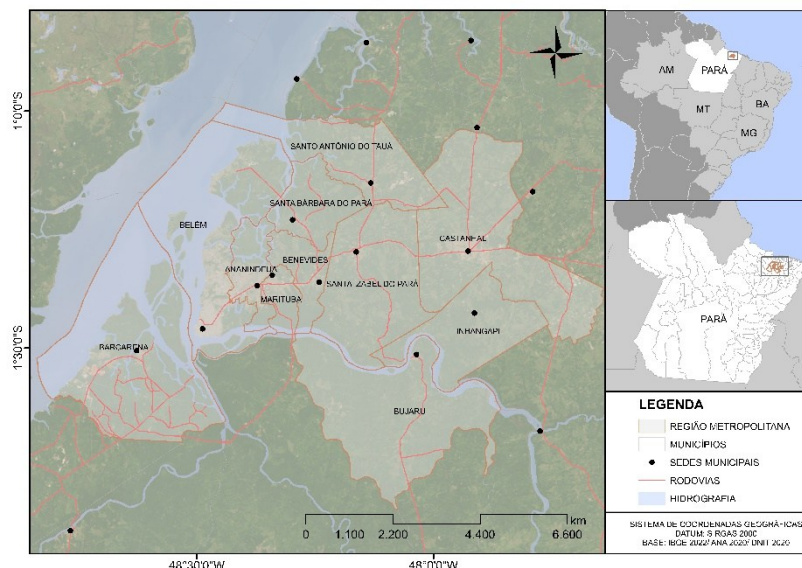 SANTO ANTÔNIO DO TAUÁ
SANTA BÁRBARA DO PARÁ
BELÉM
CASTANHAL
BENEVIDES
ANANINDEUA
SANTA IZABEL DO PARÁ
MARITUBA
INHANGAPI
BARCARENA
BUJARU
1°0'0"S
1°30'0"S
48°30'0"W
48°0'0"W
km
0 1.100 2.200 4.400 6.600
AM
PARÁ
MT
BA
MG
PARÁ
LEGENDA
REGIÃO METROPOLITANA
MUNICÍPIOS
SEDES MUNICIPAIS
RODOVIAS
HIDROGRAFIA
SISTEMA DE COORDENADAS GEOGRÁFICAS
DATUM: SIRGAS 2000
BASE: IBGE 2022/ ANA 2020/ DNIT 2020